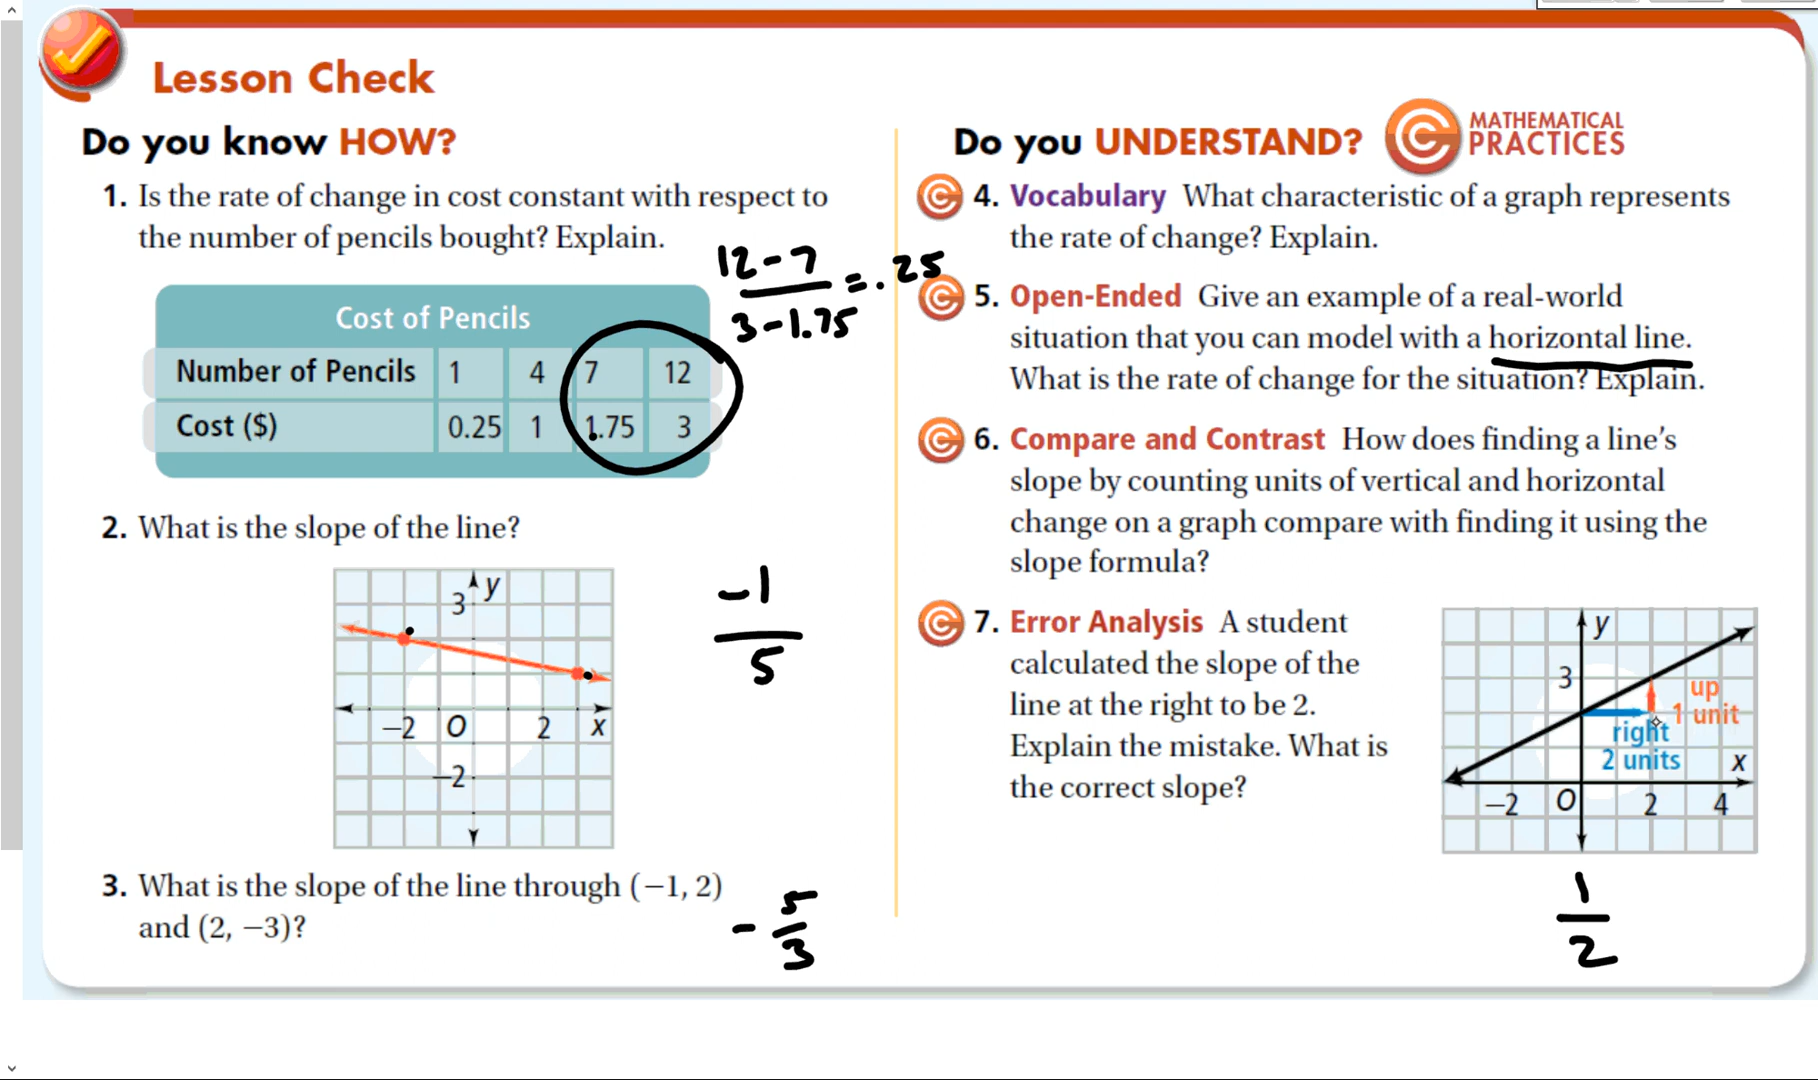 Lesson Check
Do you know HOW?
1. Is the rate of change in cost constant with respect to
the number of pencils bought? Explain.
12-7
3-1.75
=.25
Cost of Pencils
Number of Pencils 1 4 7 12
Cost ($) 0.25 1 1.75 3
2. What is the slope of the line?
3 y
−2 O 2 x
−2
-1
5
3. What is the slope of the line through (−1, 2)
and (2, −3)?
- 5
3
Do you UNDERSTAND?
MATHEMATICAL
PRACTICES
4. Vocabulary What characteristic of a graph represents
the rate of change? Explain.
5. Open-Ended Give an example of a real-world
situation that you can model with a horizontal line.
What is the rate of change for the situation? Explain.
6. Compare and Contrast How does finding a line’s
slope by counting units of vertical and horizontal
change on a graph compare with finding it using the
slope formula?
7. Error Analysis A student
calculated the slope of the
line at the right to be 2.
Explain the mistake. What is
the correct slope?
y
3
up
1 unit
right
2 units
x
−2 O 2 4
1
2